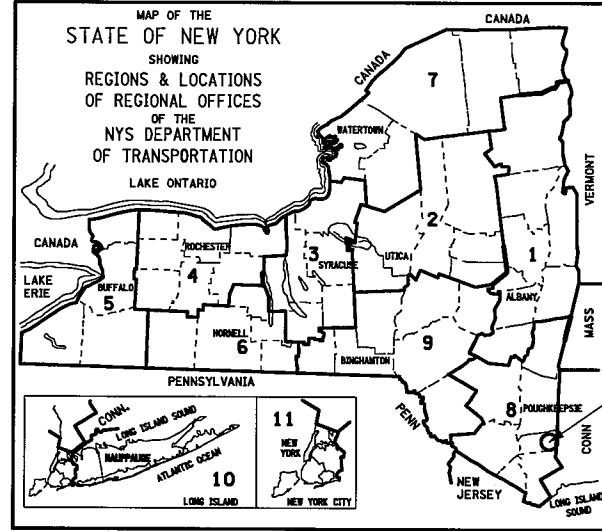 MAP OF THE
STATE OF NEW YORK
SHOWING
REGIONS & LOCATIONS
OF REGIONAL OFFICES
OF THE
NYS DEPARTMENT
OF TRANSPORTATION
CANADA
CANADA
7
WATERTOWN
LAKE ONTARIO
VERMONT
CANADA
ROCHESTER
3
SYRACUSE
2
UTICA
1
LAKE
ERIE
BUFFALO
5
4
ALBANY
MASS
HORNELL
6
BINGHAMTON
9
PENNSYLVANIA
PENN
8
POUGHKEEPSIE
CONN
NEW
JERSEY
LONG ISLAND
SOUND
CONN.
LONG ISLAND SOUND
HAUPPAUGE
ATLANTIC OCEAN
10
LONG ISLAND
11
NEW
YORK
NEW YORK CITY